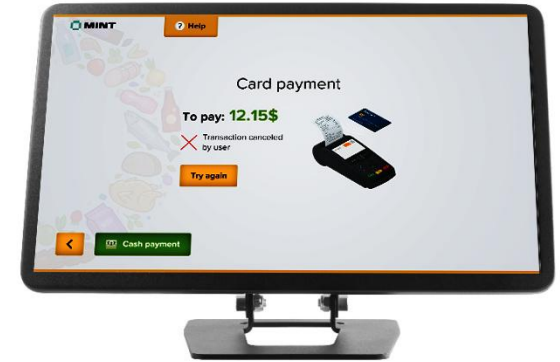 MINT
Help
Card payment
To pay: 12.15$
Transaction canceled
by user
Try again
Cash payment